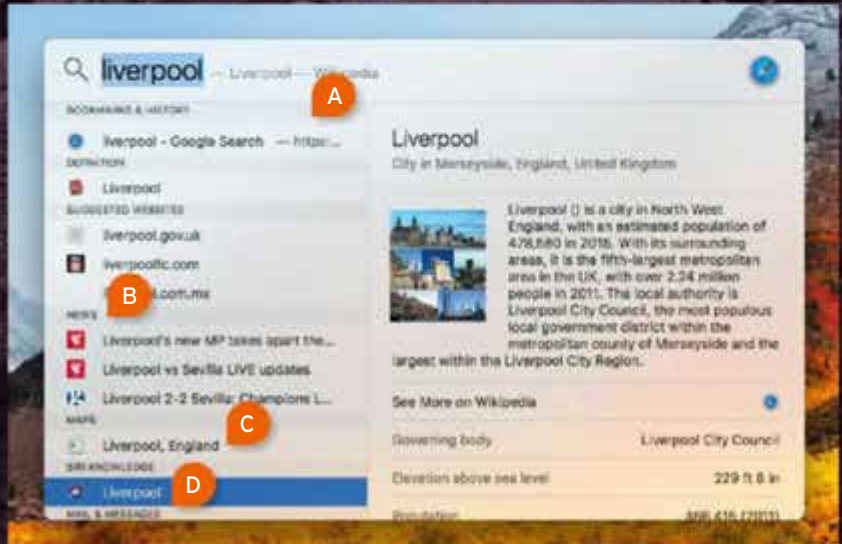 liverpool — Liverpool — Wikipedia
A
BOOKMARKS & HISTORY
liverpool - Google Search — https:...
DEFINITION
Liverpool
SUGGESTED WEBSITES
liverpool.gov.uk
liverpoolfc.com
.com.mx
B
NEWS
Liverpool's new MP takes apart the...
Liverpool vs Sevilla LIVE updates
Liverpool 2-2 Sevilla: Champions L...
MAPS
C
Liverpool, England
SIRI KNOWLEDGE
Liverpool
D
MAIL & MESSAGES
Liverpool
City in Merseyside, England, United Kingdom
Liverpool () is a city in North West
England, with an estimated population of
478,580 in 2016. With its surrounding
areas, it is the fifth-largest metropolitan
area in the UK, with over 2.24 million
people in 2011. The local authority is
Liverpool City Council, the most populous
local government district within the
metropolitan county of Merseyside and the
largest within the Liverpool City Region.
See More on Wikipedia
Governing body Liverpool City Council
Elevation above sea level 229 ft 8 in
Population